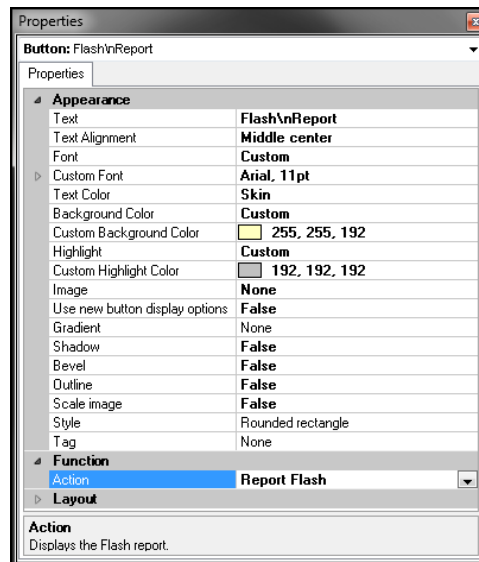 Properties
Button: Flash\nReport
Properties
Appearance
Text Flash\nReport
Text Alignment Middle center
Font Custom
Custom Font Arial, 11pt
Text Color Skin
Background Color Custom
Custom Background Color 255, 255, 192
Highlight Custom
Custom Highlight Color 192, 192, 192
Image None
Use new button display options False
Gradient None
Shadow False
Bevel False
Outline False
Scale image False
Style Rounded rectangle
Tag None
Function
Action Report Flash
Layout
Action
Displays the Flash report.